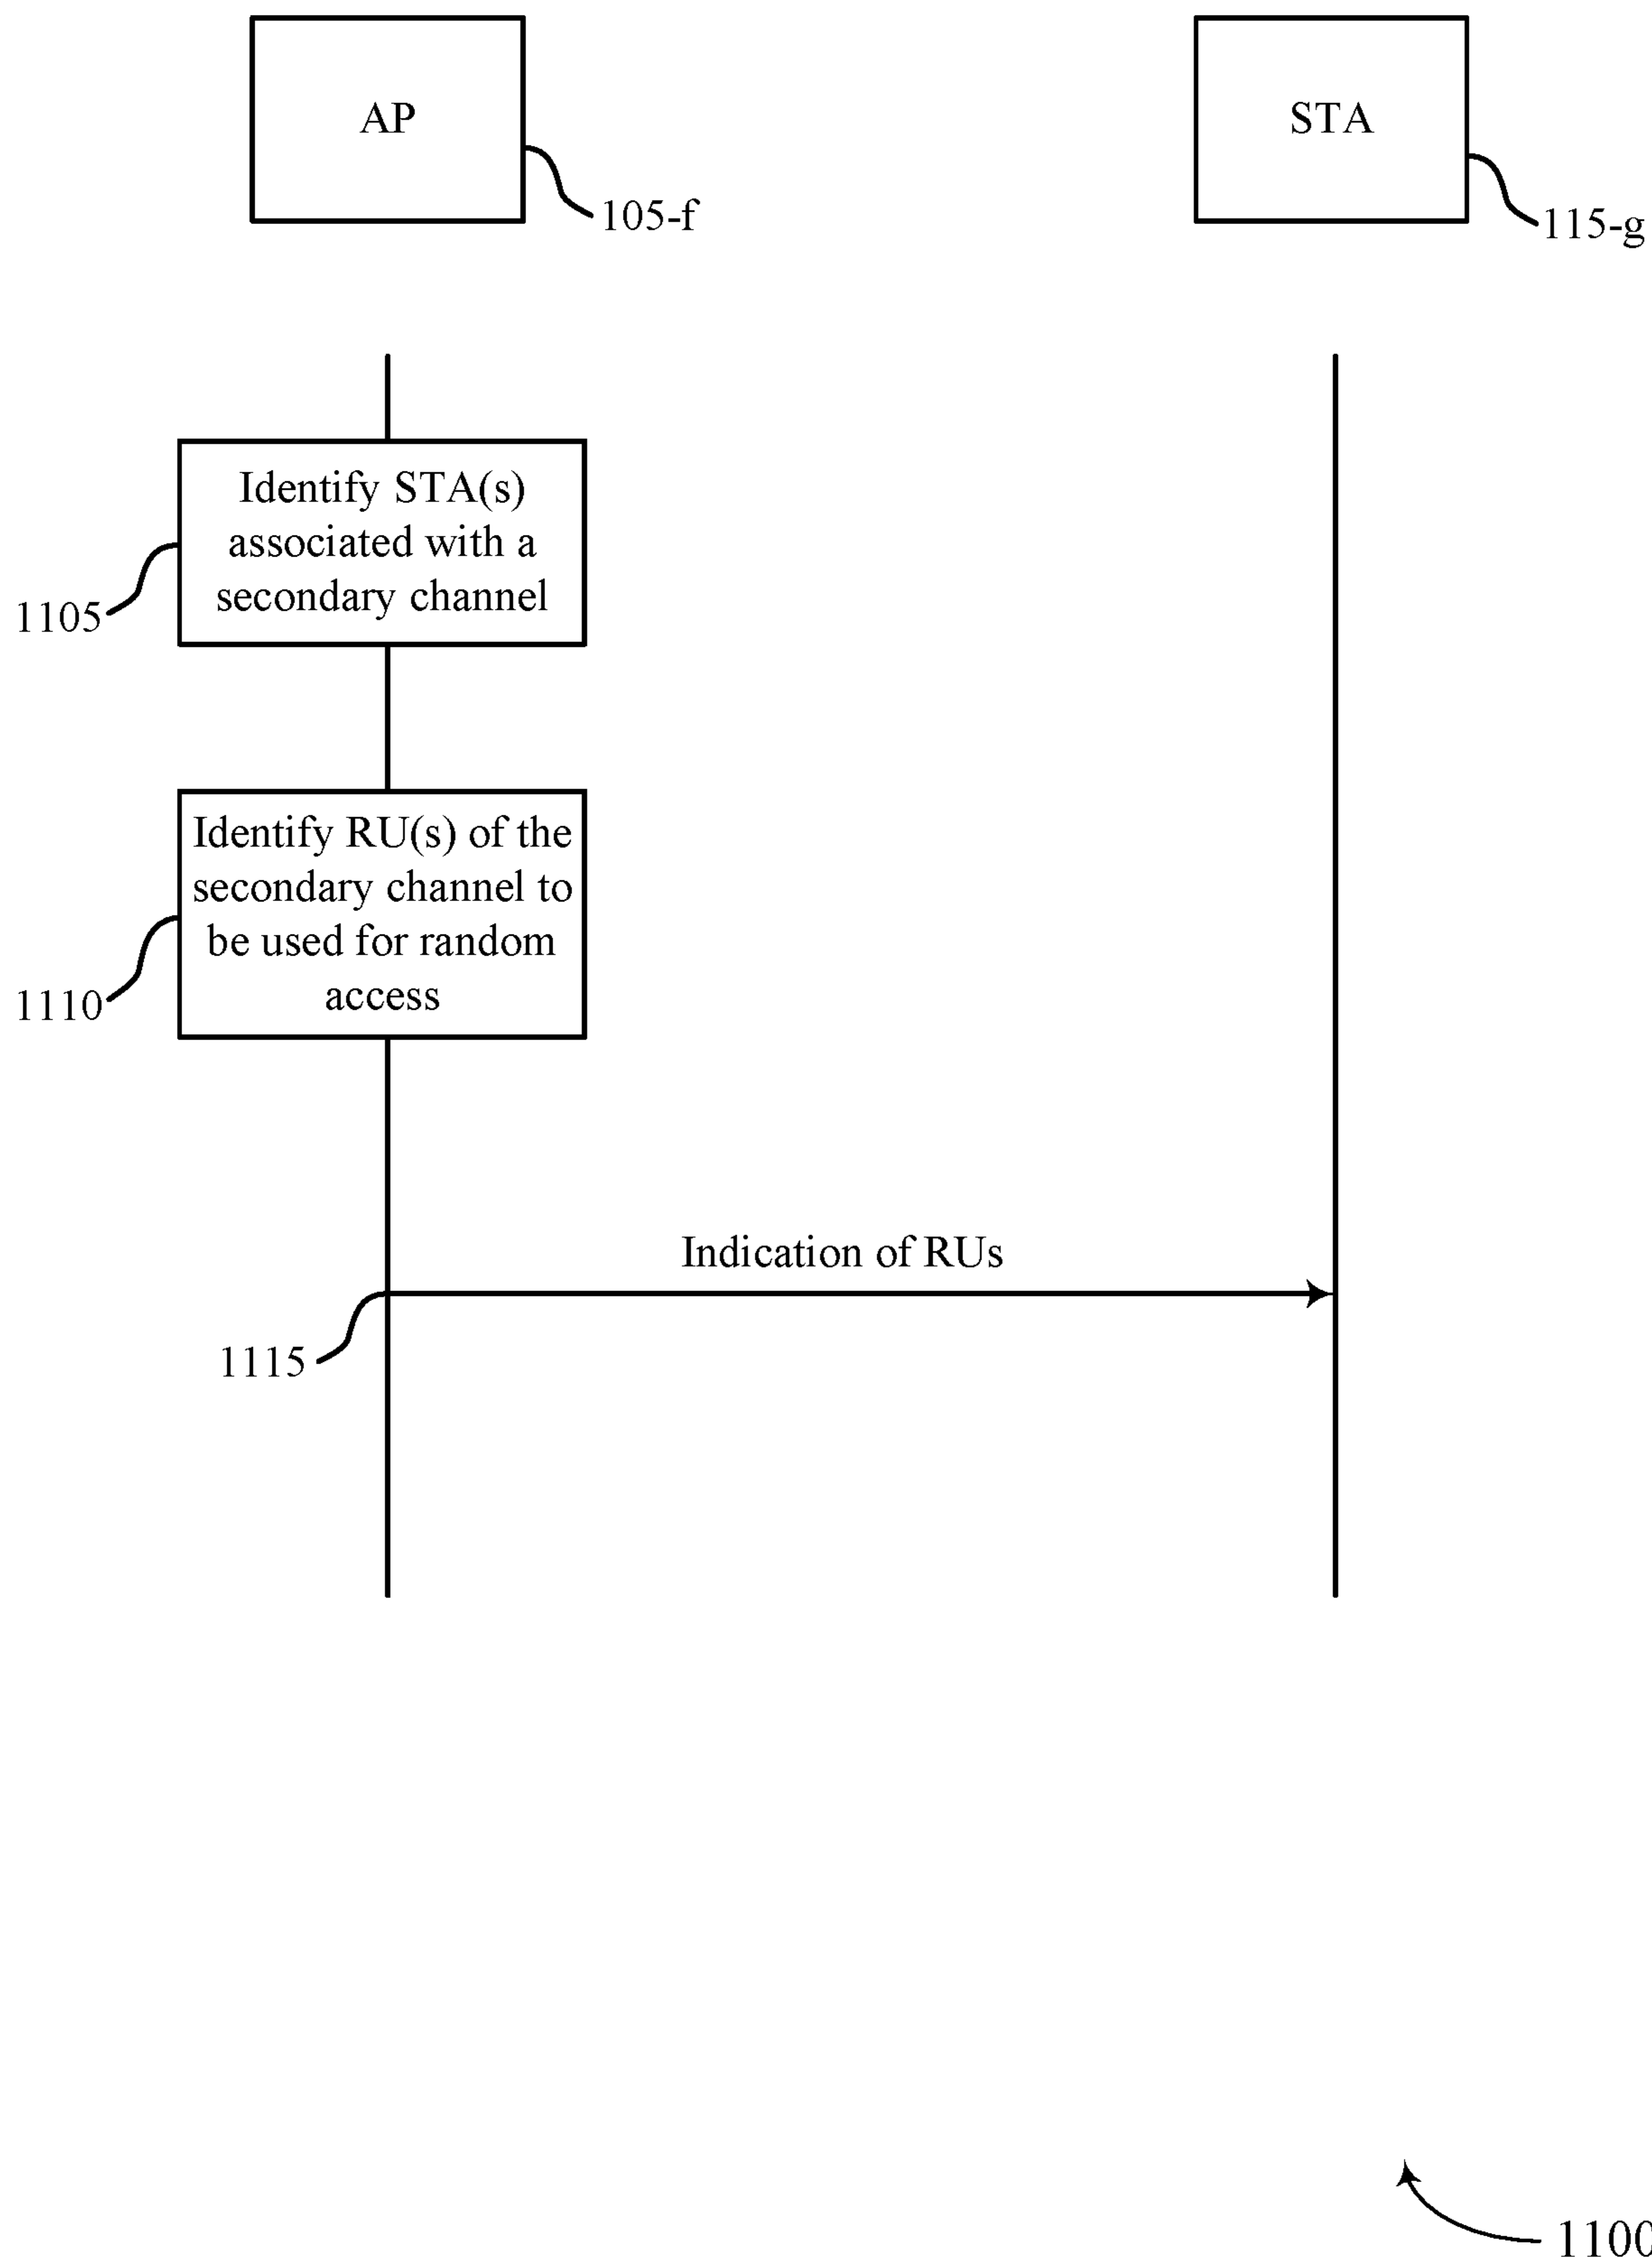 AP
105-f
STA
115-g
Identify STA(s)
associated with a
secondary channel
1105
Identify RU(s) of the
secondary channel to
be used for random
access
1110
Indication of RUs
1115
1100